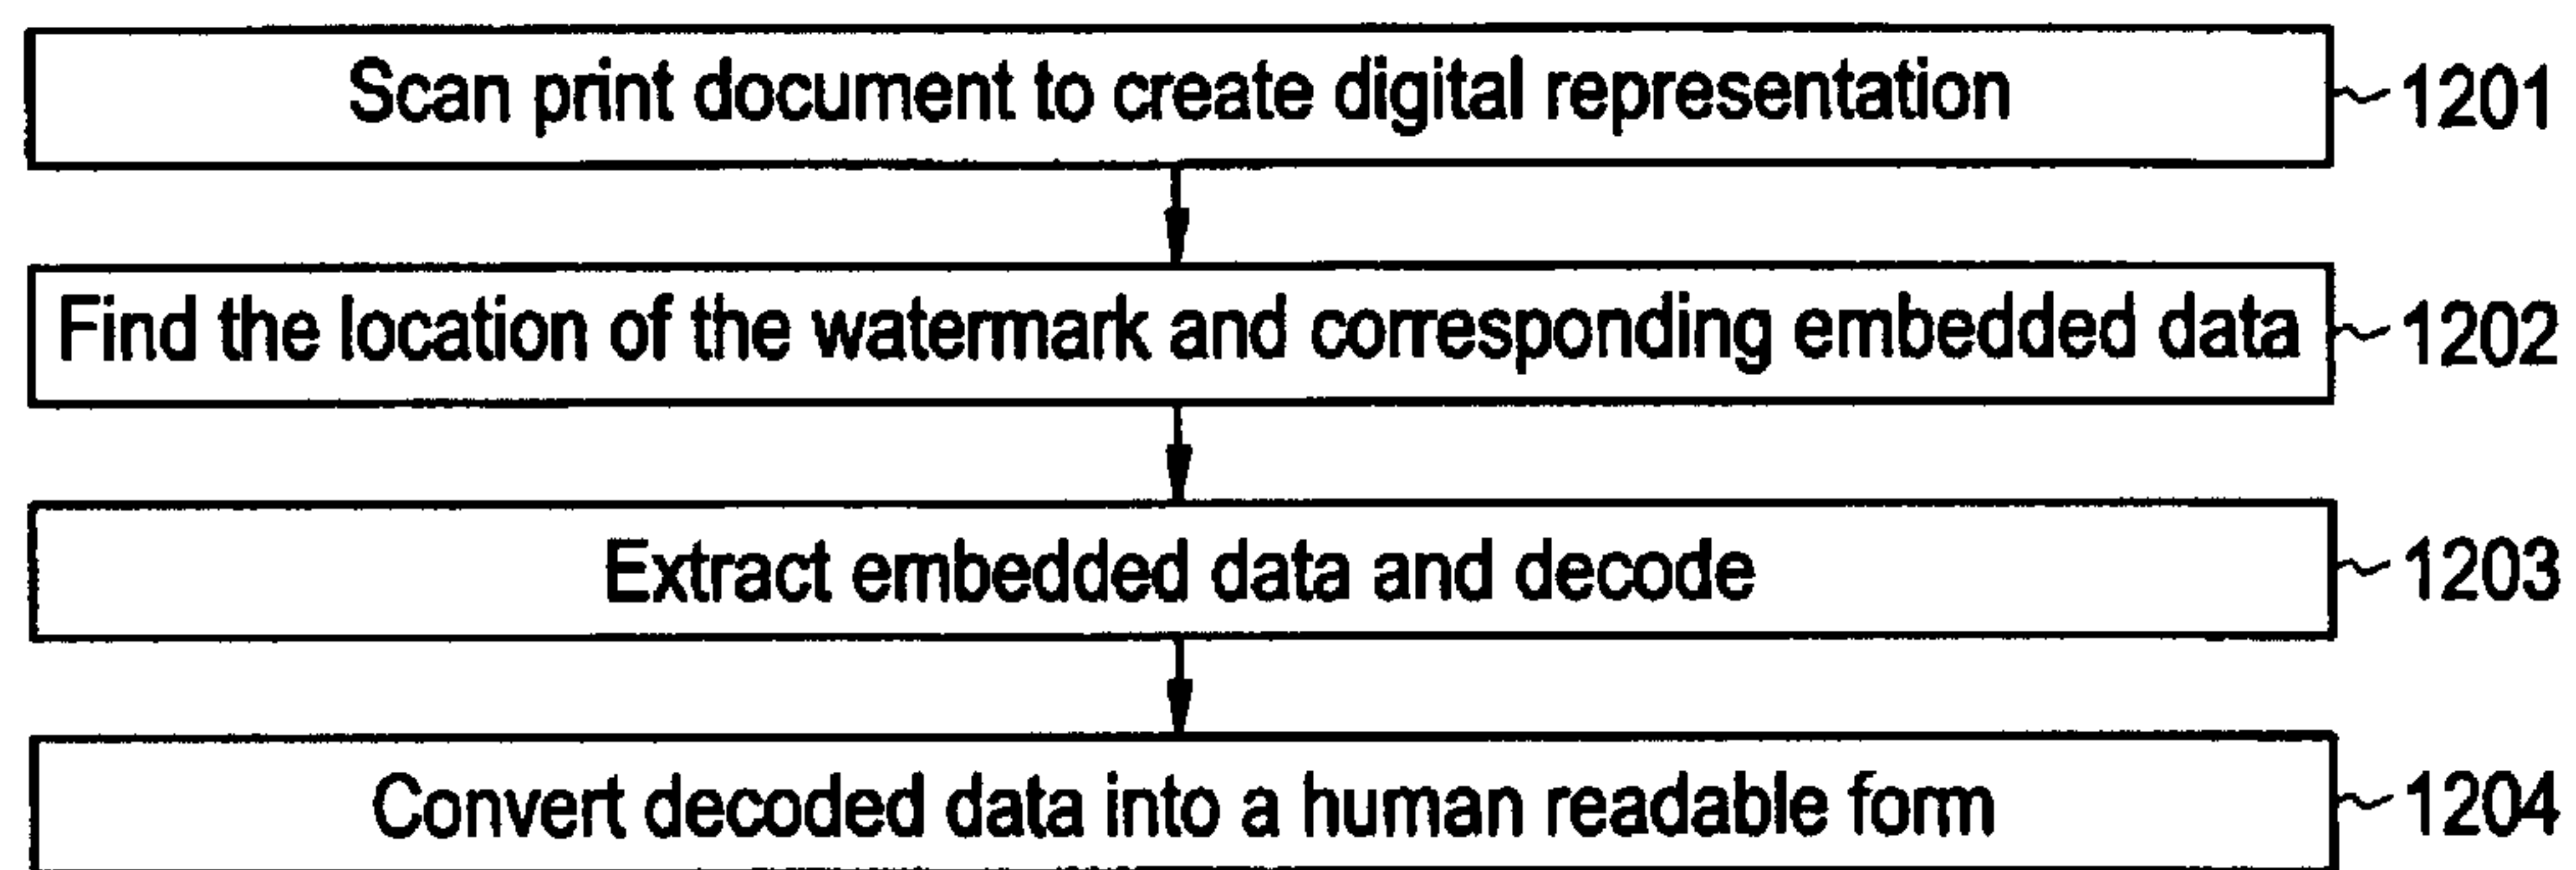 Scan print document to create digital representation 1201
Find the location of the watermark and corresponding embedded data 1202
Extract embedded data and decode 1203
Convert decoded data into a human readable form 1204